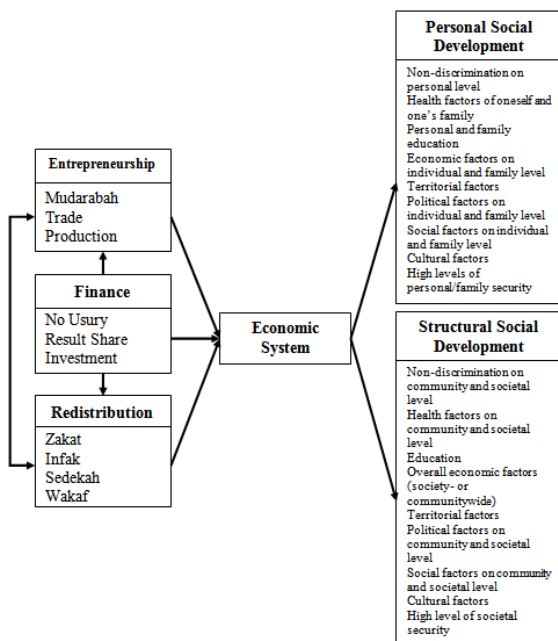 Entrepreneurship
Mudarabah
Trade
Production
Finance
No Usury
Result Share
Investment
Redistribution
Zakat
Infak
Sedekah
Wakaf
Economic
System
Personal Social
Development
Non-discrimination on
personal level
Health factors of oneself and
one's family
Personal and family
education
Economic factors on
individual and family level
Territorial factors
Political factors on
individual and family level
Social factors on individual
and family level
Cultural factors
High levels of
personal/family security
Structural Social
Development
Non-discrimination on
community and societal
level
Health factors on
community and societal
level
Education
Overall economic factors
(society- or
communitywide)
Territorial factors
Political factors on
community and societal
level
Social factors on community
and societal level
Cultural factors
High level of societal
security